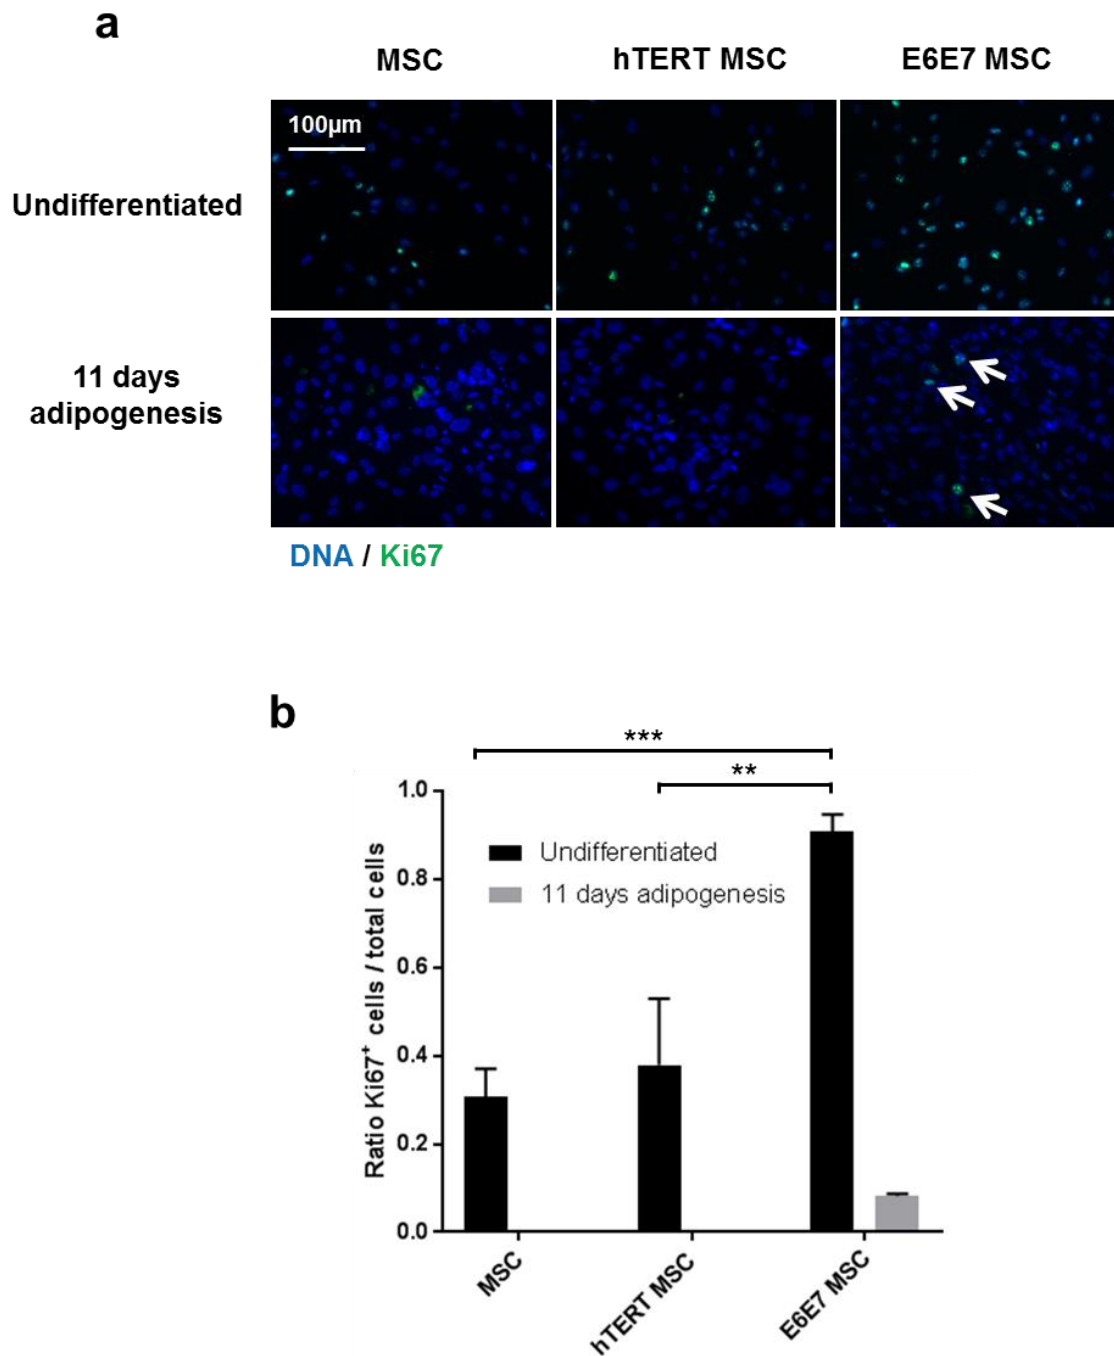 a
MSC
hTERT MSC
E6E7 MSC
100µm
Undifferentiated
11 days
adipogenesis
DNA / Ki67
b
***
**
1.0
0.8
0.6
0.4
0.2
0.0
Ratio Ki67⁺ cells / total cells
Undifferentiated
11 days adipogenesis
MSC
hTERT MSC
E6E7 MSC